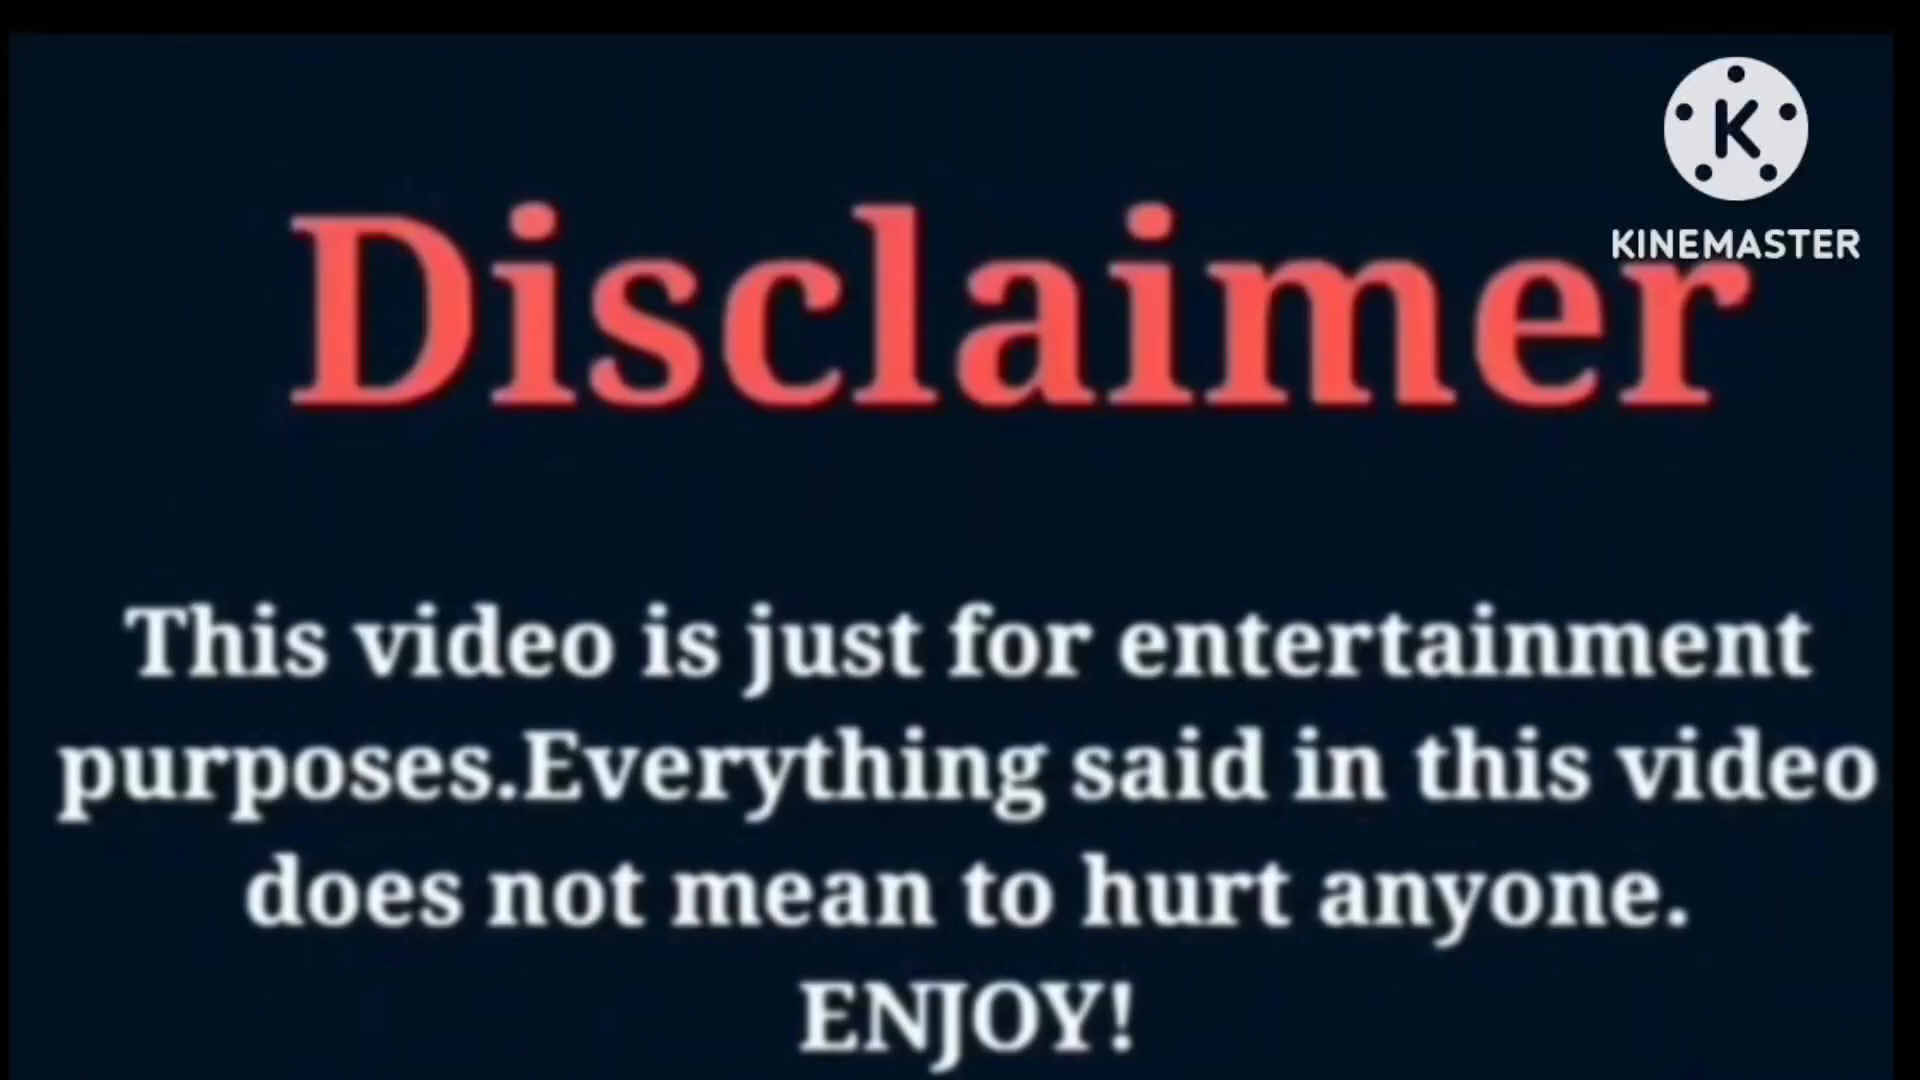 K
KINEMASTER
Disclaimer
This video is just for entertainment
purposes.Everything said in this video
does not mean to hurt anyone.
ENJOY!